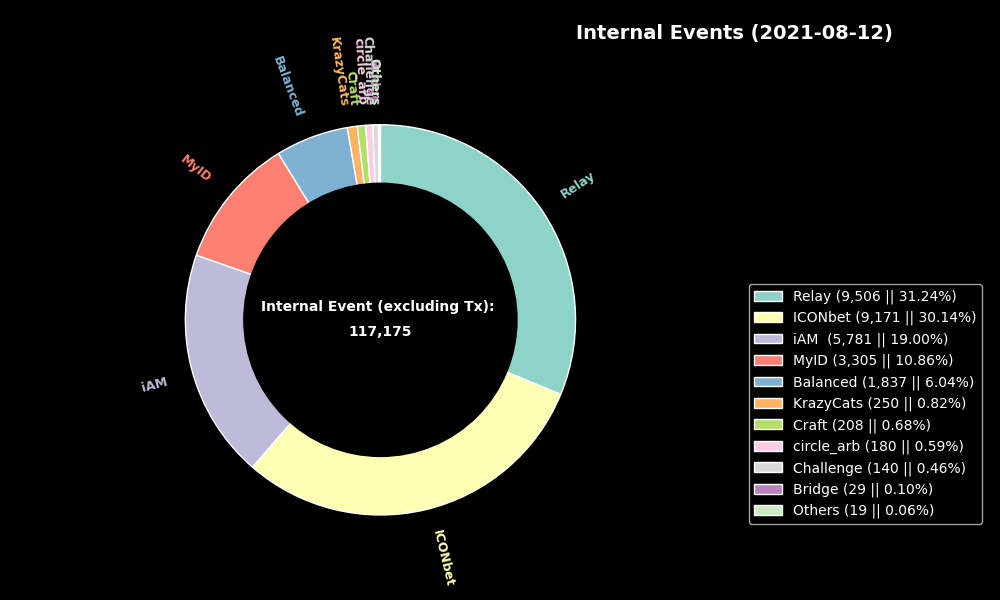 Internal Events (2021-08-12)
KrazyCats
Craft
circle_arb
Challenge
Others
Balanced
MyID
Relay
iAM
ICONbet
Internal Event (excluding Tx):
117,175
Relay (9,506 || 31.24%)
ICONbet (9,171 || 30.14%)
iAM  (5,781 || 19.00%)
MyID (3,305 || 10.86%)
Balanced (1,837 || 6.04%)
KrazyCats (250 || 0.82%)
Craft (208 || 0.68%)
circle_arb (180 || 0.59%)
Challenge (140 || 0.46%)
Bridge (29 || 0.10%)
Others (19 || 0.06%)